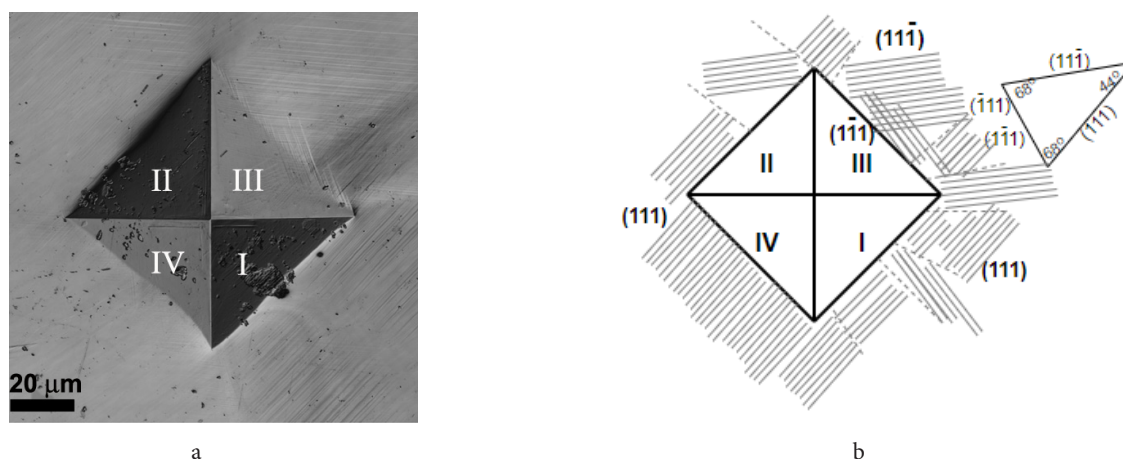 II III
IV I
20 μm
a
(111̄)
(11̄1)
II III
(111)
IV I
(111)
(111̄)
68° 44°
(1̄11)
(111)
(11̄1)
68°
b